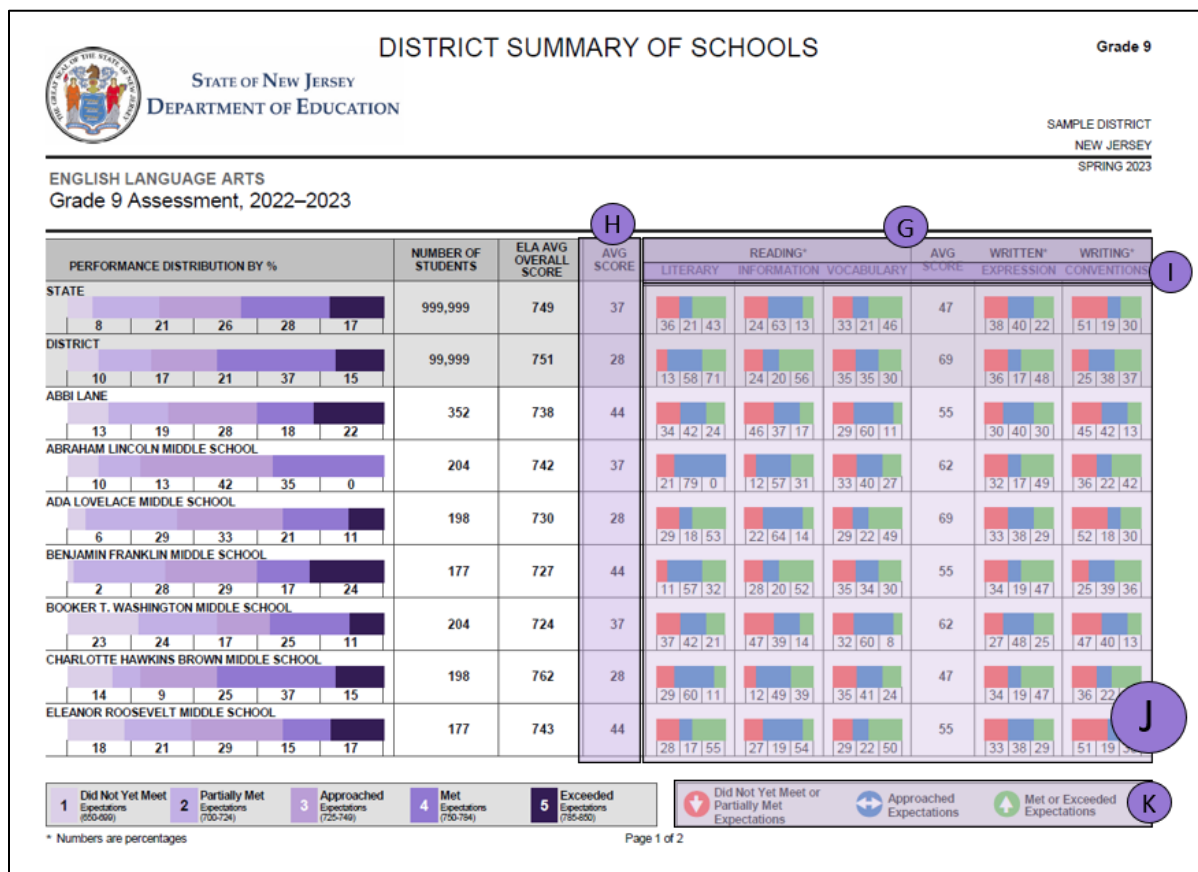 DISTRICT SUMMARY OF SCHOOLS
Grade 9
THE GREAT SEAL OF THE STATE OF NEW JERSEY
STATE OF NEW JERSEY
DEPARTMENT OF EDUCATION
SAMPLE DISTRICT
NEW JERSEY
SPRING 2023
ENGLISH LANGUAGE ARTS
Grade 9 Assessment, 2022–2023
H
G
PERFORMANCE DISTRIBUTION BY %
NUMBER OF STUDENTS
ELA AVG OVERALL SCORE
AVG SCORE
READING*
AVG SCORE
WRITTEN*
WRITING*
LITERARY INFORMATION VOCABULARY EXPRESSION CONVENTIONS
I
STATE
999,999 749 37 47
8 21 26 28 17 36 21 43 24 63 13 33 21 46 38 40 22 51 19 30
DISTRICT
99,999 751 28 69
10 17 21 37 15 13 58 71 24 20 56 35 35 30 36 17 48 25 38 37
ABBI LANE
352 738 44 55
13 19 28 18 22 34 42 24 46 37 17 29 60 11 30 40 30 45 42 13
ABRAHAM LINCOLN MIDDLE SCHOOL
204 742 37 62
10 13 42 35 0 21 79 0 12 57 31 33 40 27 32 17 49 36 22 42
ADA LOVELACE MIDDLE SCHOOL
198 730 28 69
6 29 33 21 11 29 18 53 22 64 14 29 22 49 33 38 29 52 18 30
BENJAMIN FRANKLIN MIDDLE SCHOOL
177 727 44 55
2 28 29 17 24 11 57 32 28 20 52 35 34 30 34 19 47 25 39 36
BOOKER T. WASHINGTON MIDDLE SCHOOL
204 724 37 62
23 24 17 25 11 37 42 21 47 39 14 32 60 8 27 48 25 47 40 13
CHARLOTTE HAWKINS BROWN MIDDLE SCHOOL
198 762 28 47
14 9 25 37 15 29 60 11 12 49 39 35 41 24 34 19 47 36 22
J
ELEANOR ROOSEVELT MIDDLE SCHOOL
177 743 44 55
18 21 29 15 17 28 17 55 27 19 54 29 22 50 33 38 29 51 19
1 Did Not Yet Meet Expectations (650-699)
2 Partially Met Expectations (700-724)
3 Approached Expectations (725-749)
4 Met Expectations (750-784)
5 Exceeded Expectations (785-850)
Did Not Yet Meet or Partially Met Expectations
Approached Expectations
Met or Exceeded Expectations
K
* Numbers are percentages
Page 1 of 2